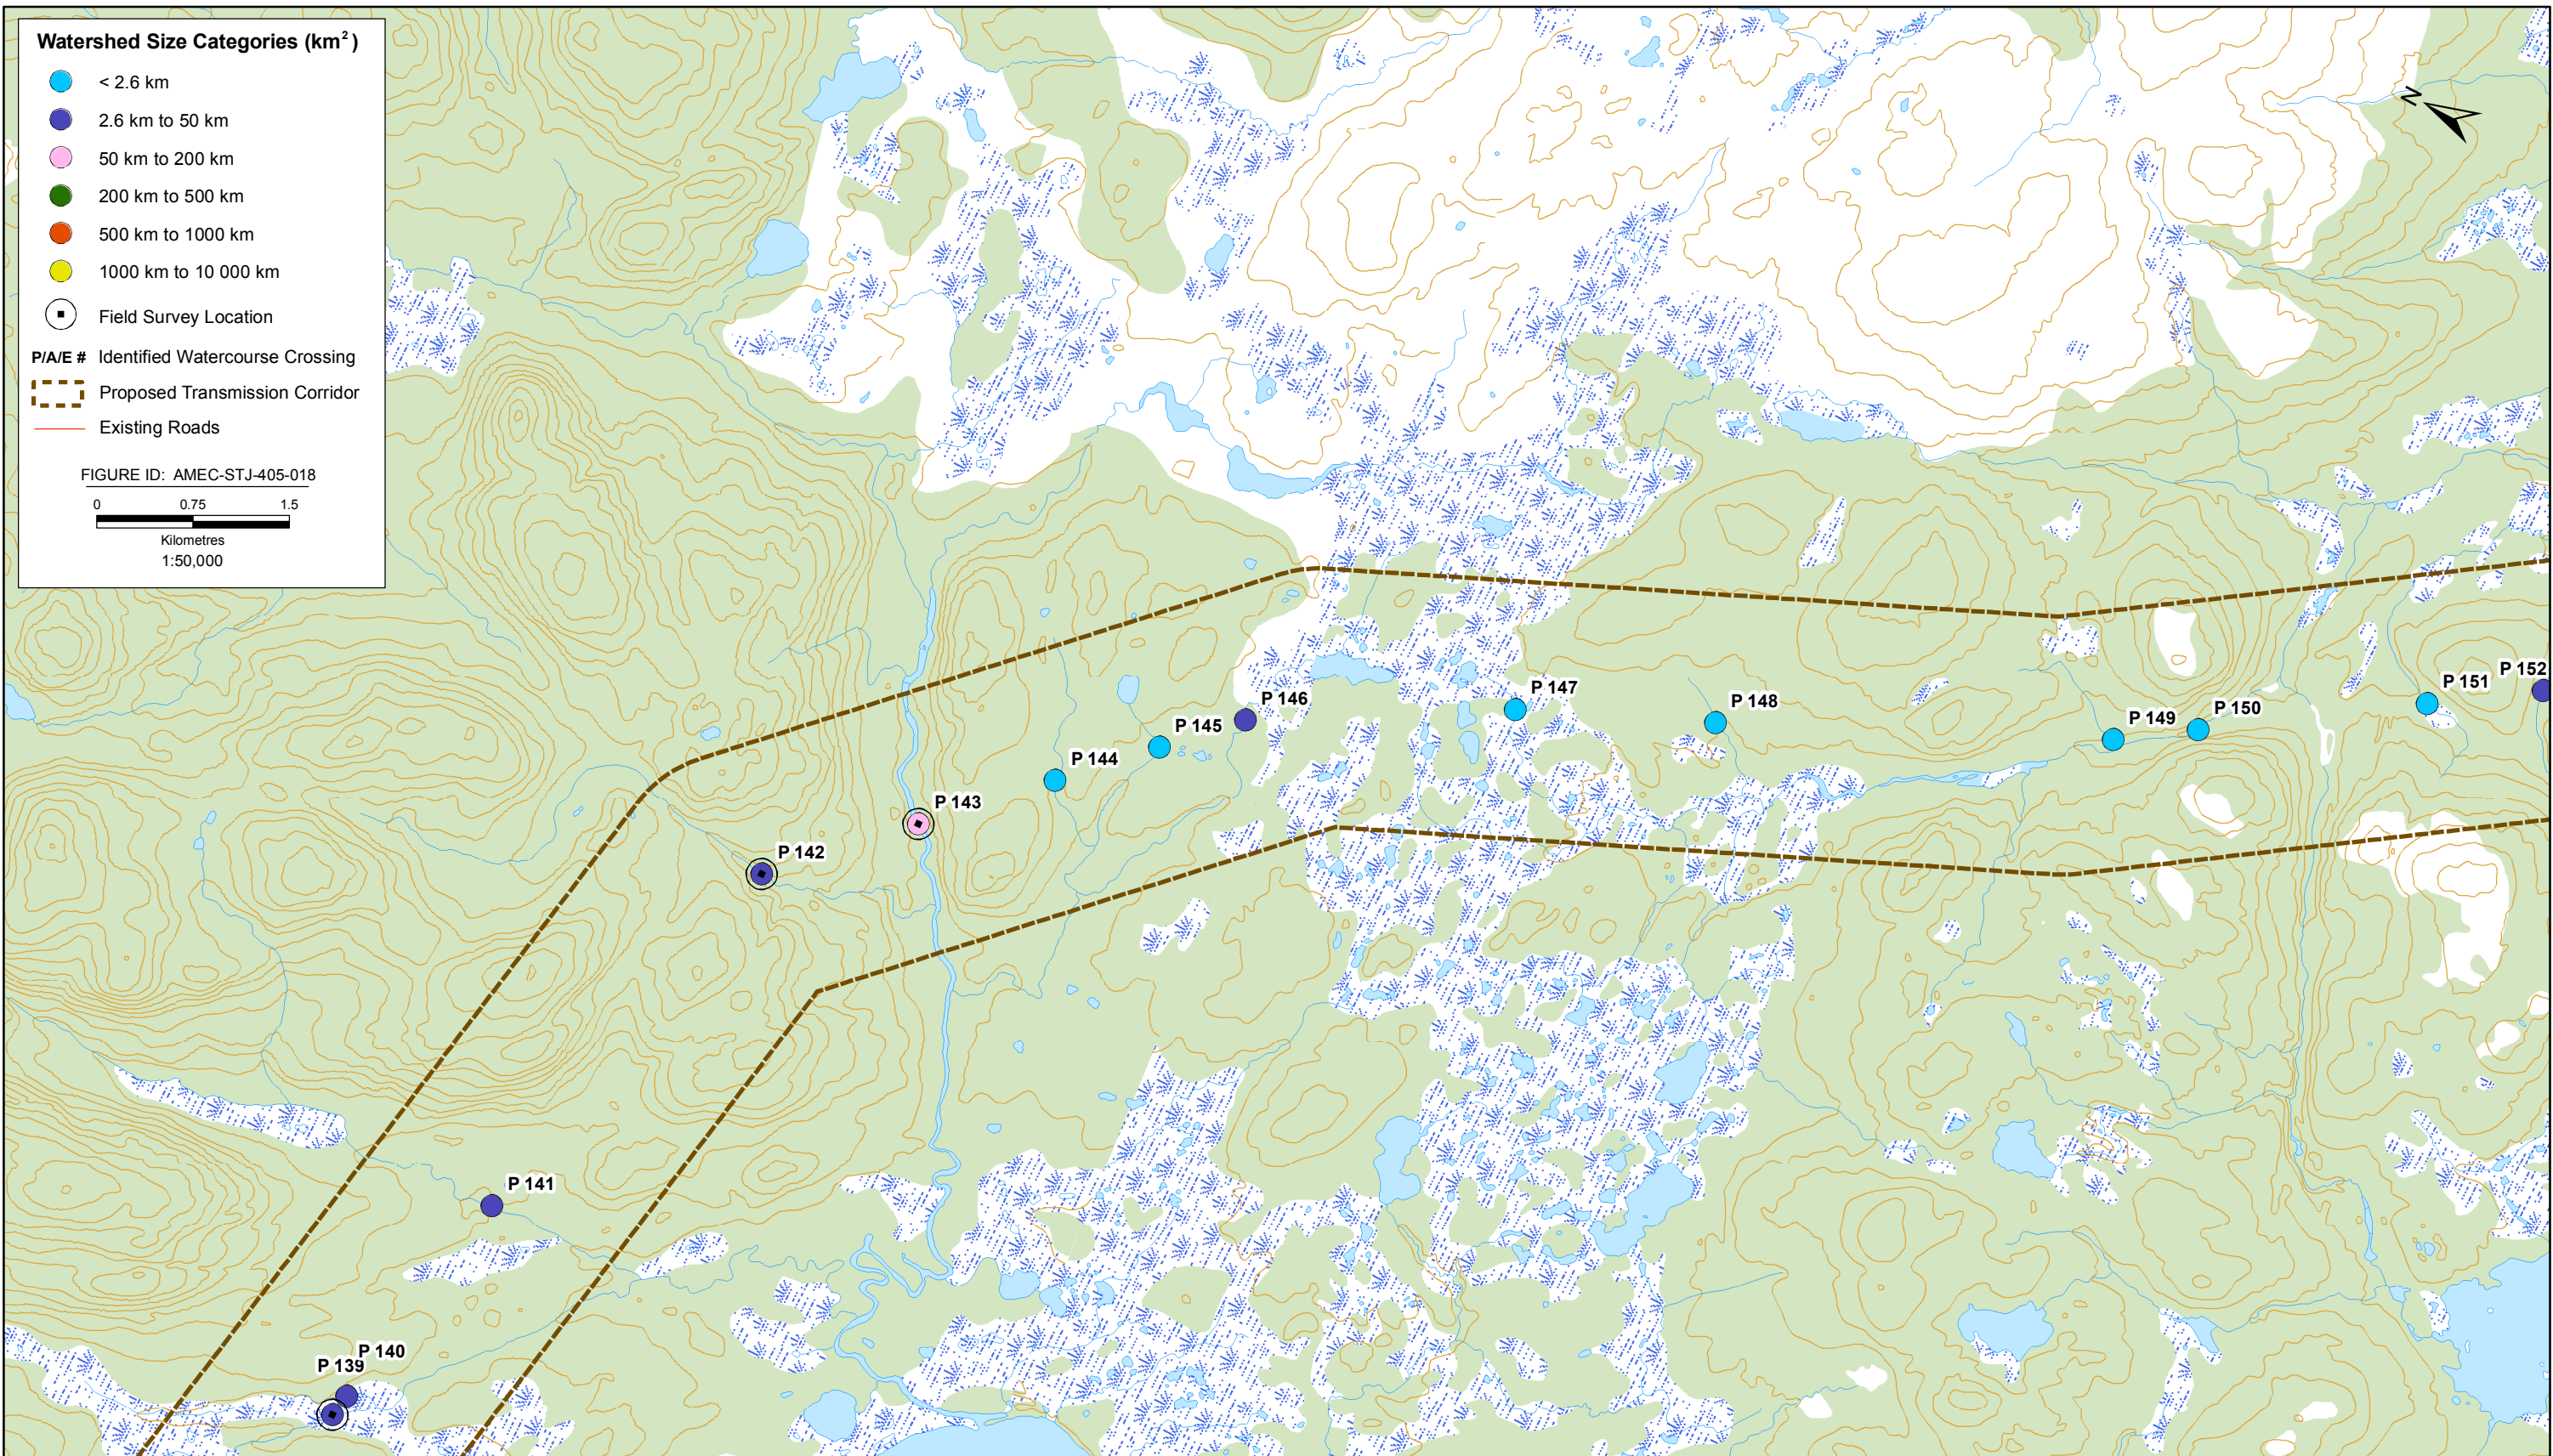 Watershed Size Categories (km²)
< 2.6 km
2.6 km to 50 km
50 km to 200 km
200 km to 500 km
500 km to 1000 km
1000 km to 10 000 km
Field Survey Location
P/A/E # Identified Watercourse Crossing
Proposed Transmission Corridor
Existing Roads
FIGURE ID: AMEC-STJ-405-018
0 0.75 1.5
Kilometres
1:50,000
N
P 152
P 151
P 147
P 146
P 148
P 150
P 149
P 145
P 144
P 143
P 142
P 141
P 140
P 139